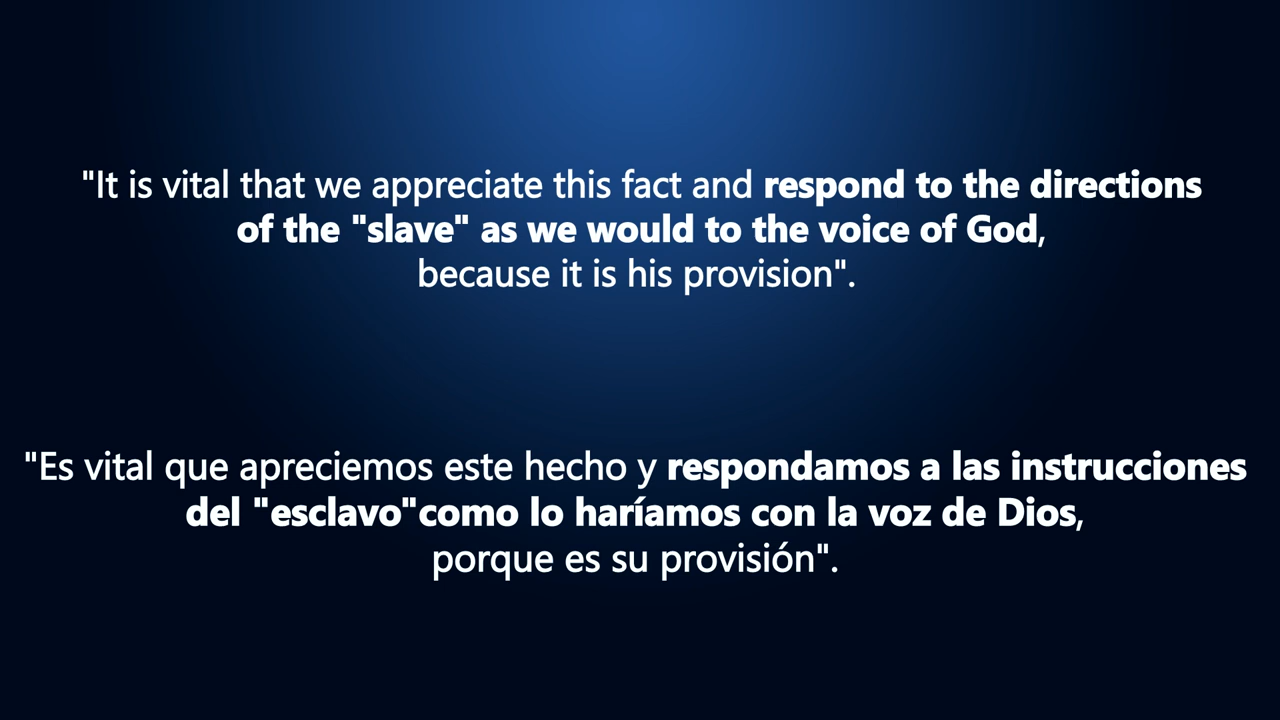 "It is vital that we appreciate this fact and respond to the directions
of the "slave" as we would to the voice of God,
because it is his provision".
"Es vital que apreciemos este hecho y respondamos a las instrucciones
del "esclavo"como lo haríamos con la voz de Dios,
porque es su provisión".